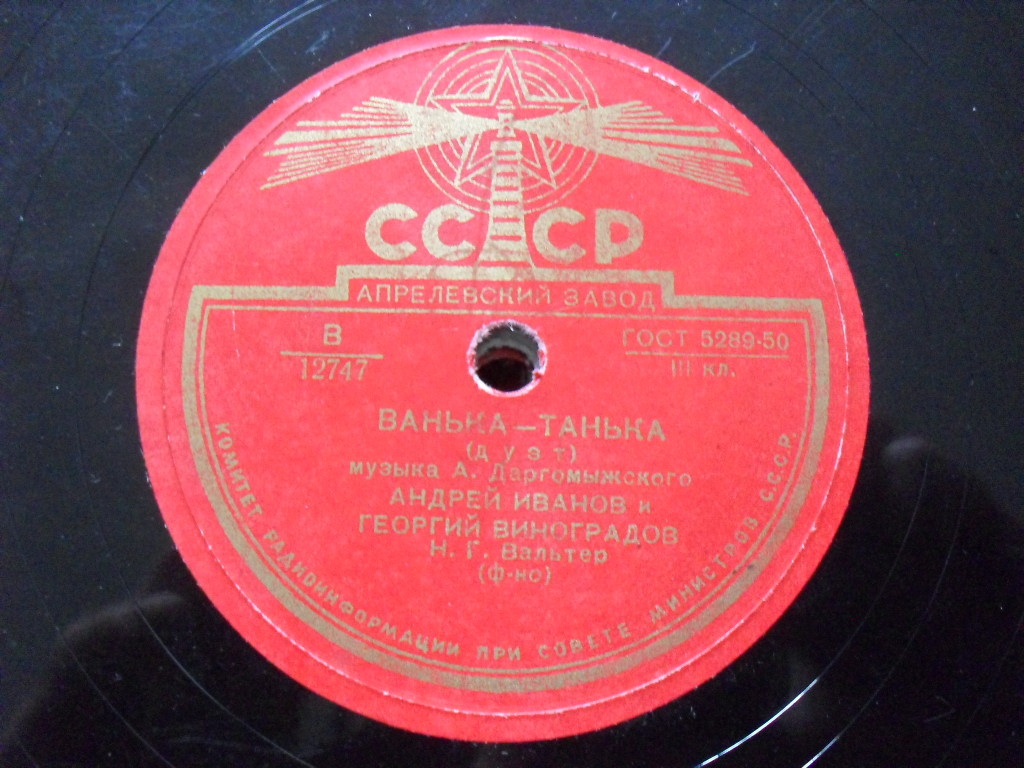 СССР
АПРЕЛЕВСКИЙ ЗАВОД
В
12747
ГОСТ 5289-50
III кл.
ВАНЬКА—ТАНЬКА
(дуэт)
музыка А. Даргомыжского
АНДРЕЙ ИВАНОВ и
ГЕОРГИЙ ВИНОГРАДОВ
Н. Г. Вальтер
(ф-но)
КОМИТЕТ РАДИОИНФОРМАЦИИ ПРИ СОВЕТЕ МИНИСТРОВ С.С.С.Р.